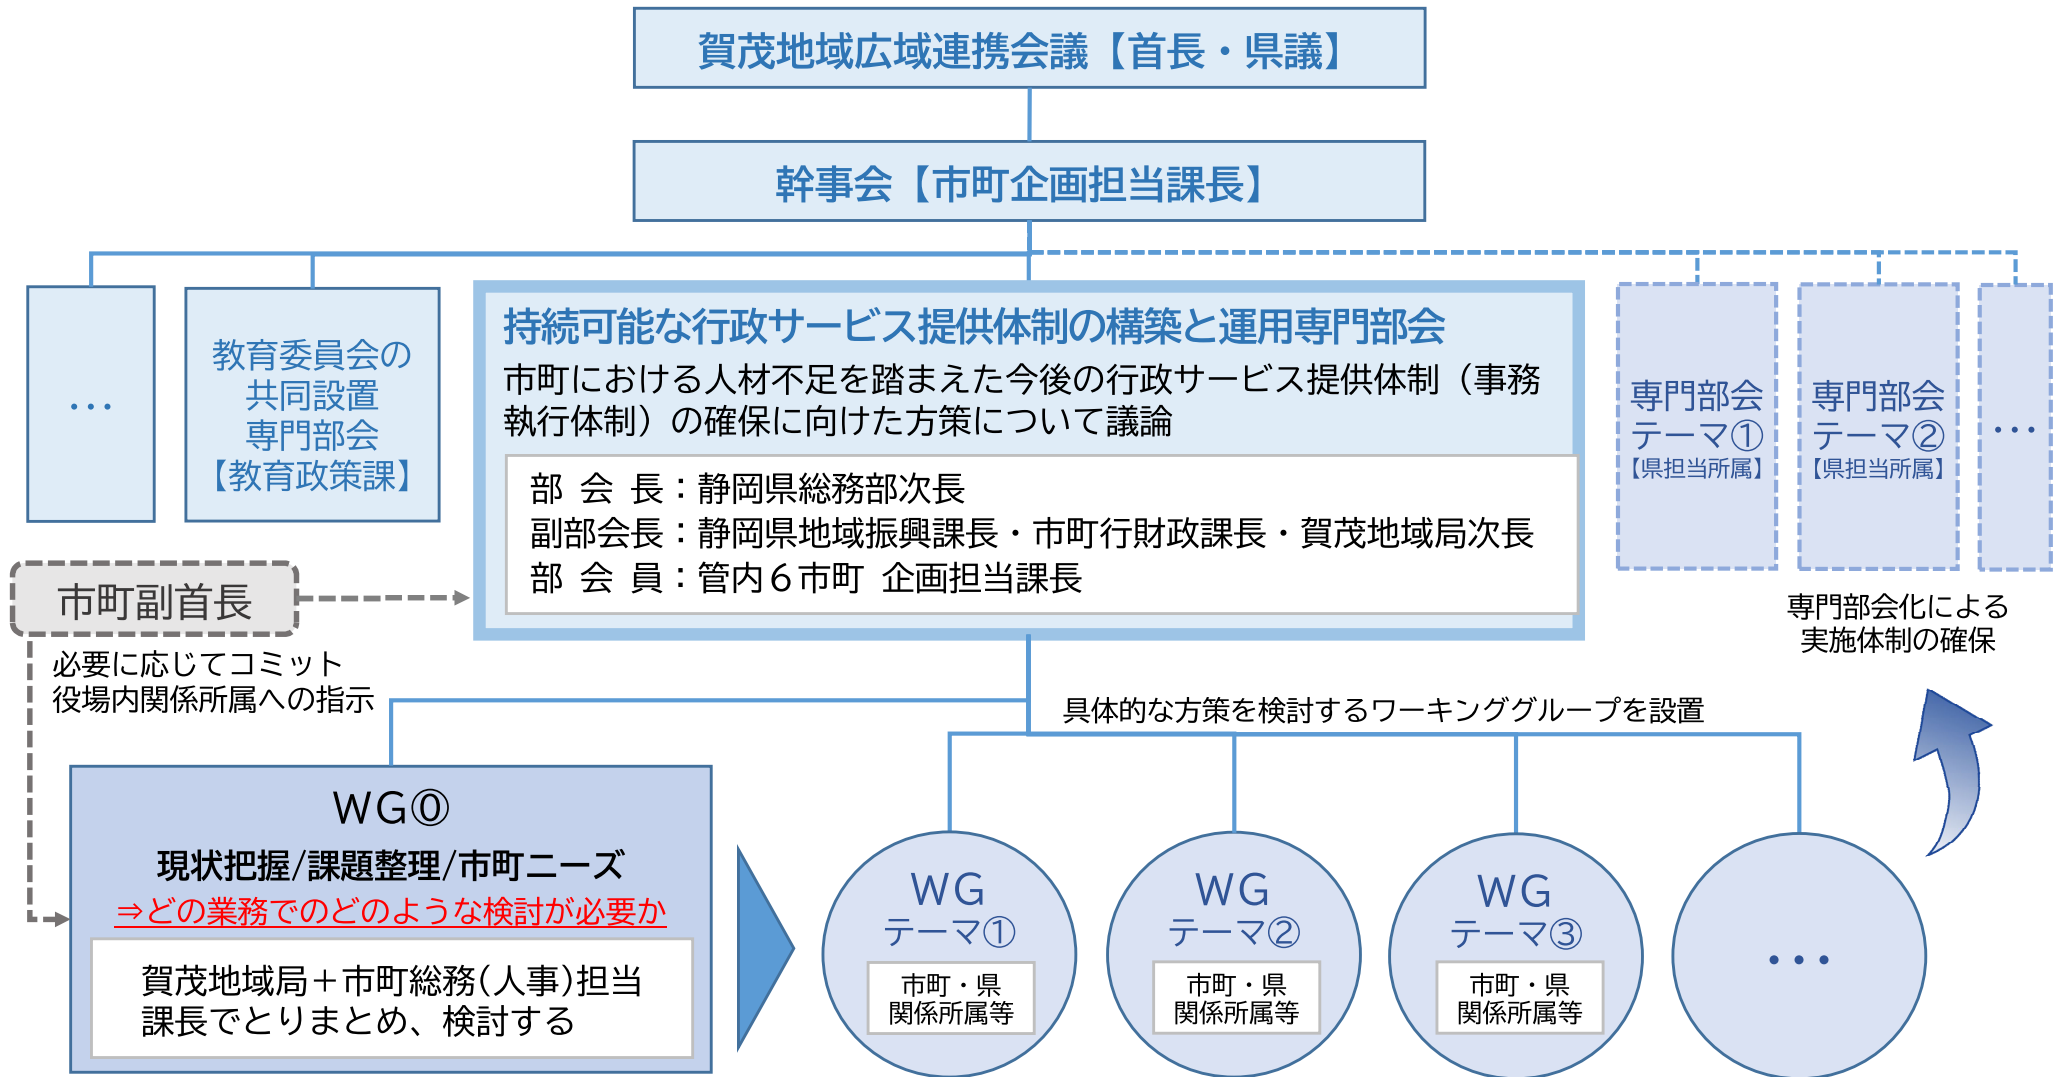 賀茂地域広域連携会議【首長・県議】
幹事会【市町企画担当課長】
…
教育委員会の
共同設置
専門部会
【教育政策課】
持続可能な行政サービス提供体制の構築と運用専門部会
市町における人材不足を踏まえた今後の行政サービス提供体制（事務
執行体制）の確保に向けた方策について議論
部 会 長：静岡県総務部次長
副部会長：静岡県地域振興課長・市町行財政課長・賀茂地域局次長
部 会 員：管内６市町 企画担当課長
専門部会
テーマ①
【県担当所属】
専門部会
テーマ②
【県担当所属】
…
専門部会化による
実施体制の確保
市町副首長
必要に応じてコミット
役場内関係所属への指示
具体的な方策を検討するワーキンググループを設置
ＷＧ⓪
現状把握/課題整理/市町ニーズ
⇒どの業務でのどのような検討が必要か
賀茂地域局＋市町総務(人事)担当
課長でとりまとめ、検討する
ＷＧ
テーマ①
市町・県
関係所属等
ＷＧ
テーマ②
市町・県
関係所属等
ＷＧ
テーマ③
市町・県
関係所属等
…